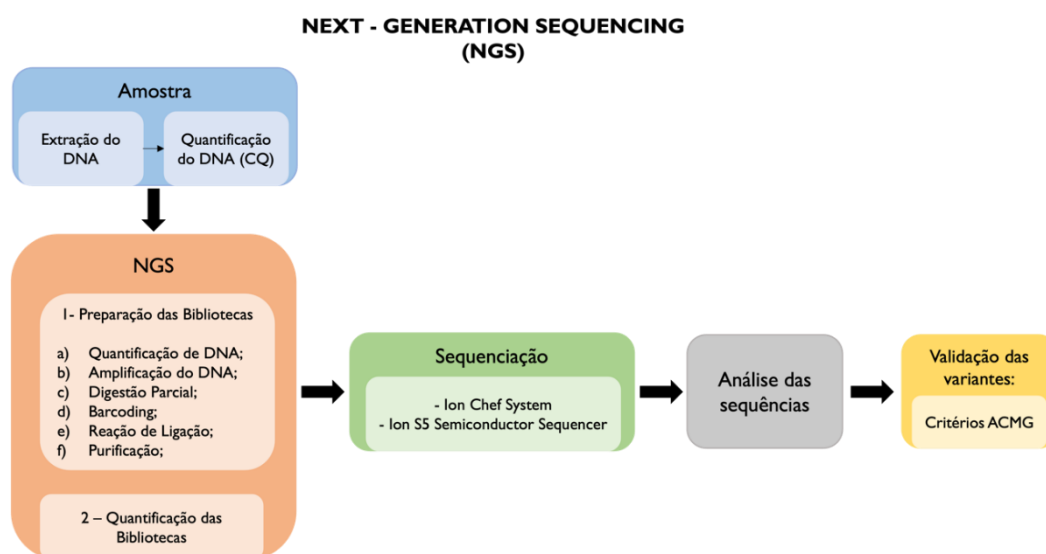 NEXT - GENERATION SEQUENCING
(NGS)
Amostra
Extração do
DNA
Quantificação
do DNA (CQ)
NGS
1- Preparação das Bibliotecas
a) Quantificação de DNA;
b) Amplificação do DNA;
c) Digestão Parcial;
d) Barcoding;
e) Reação de Ligação;
f) Purificação;
2 – Quantificação das
Bibliotecas
Sequenciação
- Ion Chef System
- Ion S5 Semiconductor Sequencer
Análise das
sequências
Validação das
variantes:
Critérios ACMG